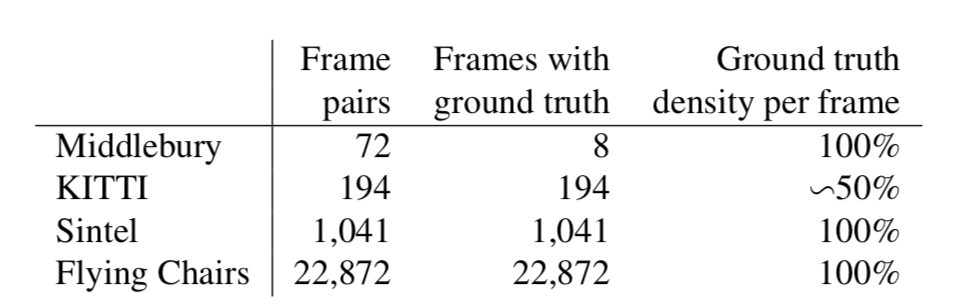 Frame Frames with Ground truth
pairs ground truth density per frame
Middlebury 72 8 100%
KITTI 194 194 ∽50%
Sintel 1,041 1,041 100%
Flying Chairs 22,872 22,872 100%